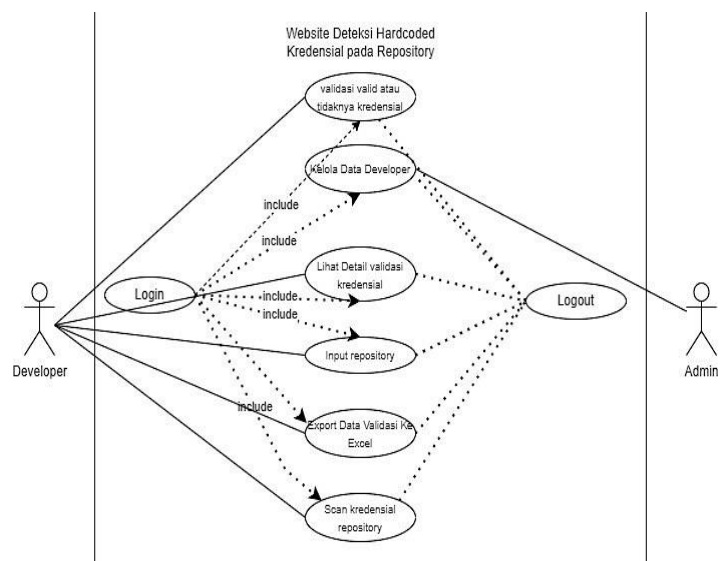 Website Deteksi Hardcoded
Kredensial pada Repository
validasi valid atau
tidaknya kredensial
Kelola Data Developer
include
include
Lihat Detail validasi
kredensial
Login
include
Logout
include
Input repository
Developer
Admin
include
Export Data Validasi Ke
Excel
Scan kredensial
repository